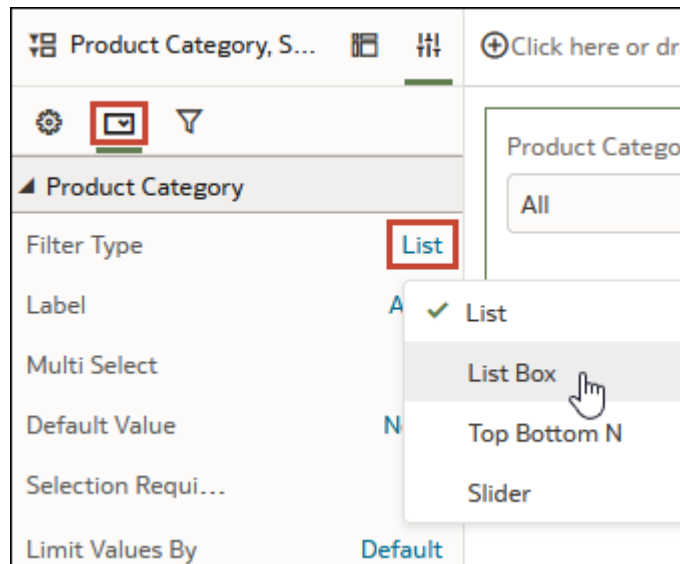 Product Category, S...
Click here or dr
Product Catego
All
Product Category
Filter Type List
Label A
Multi Select
Default Value N
Selection Requi...
Limit Values By Default
List
List Box
Top Bottom N
Slider